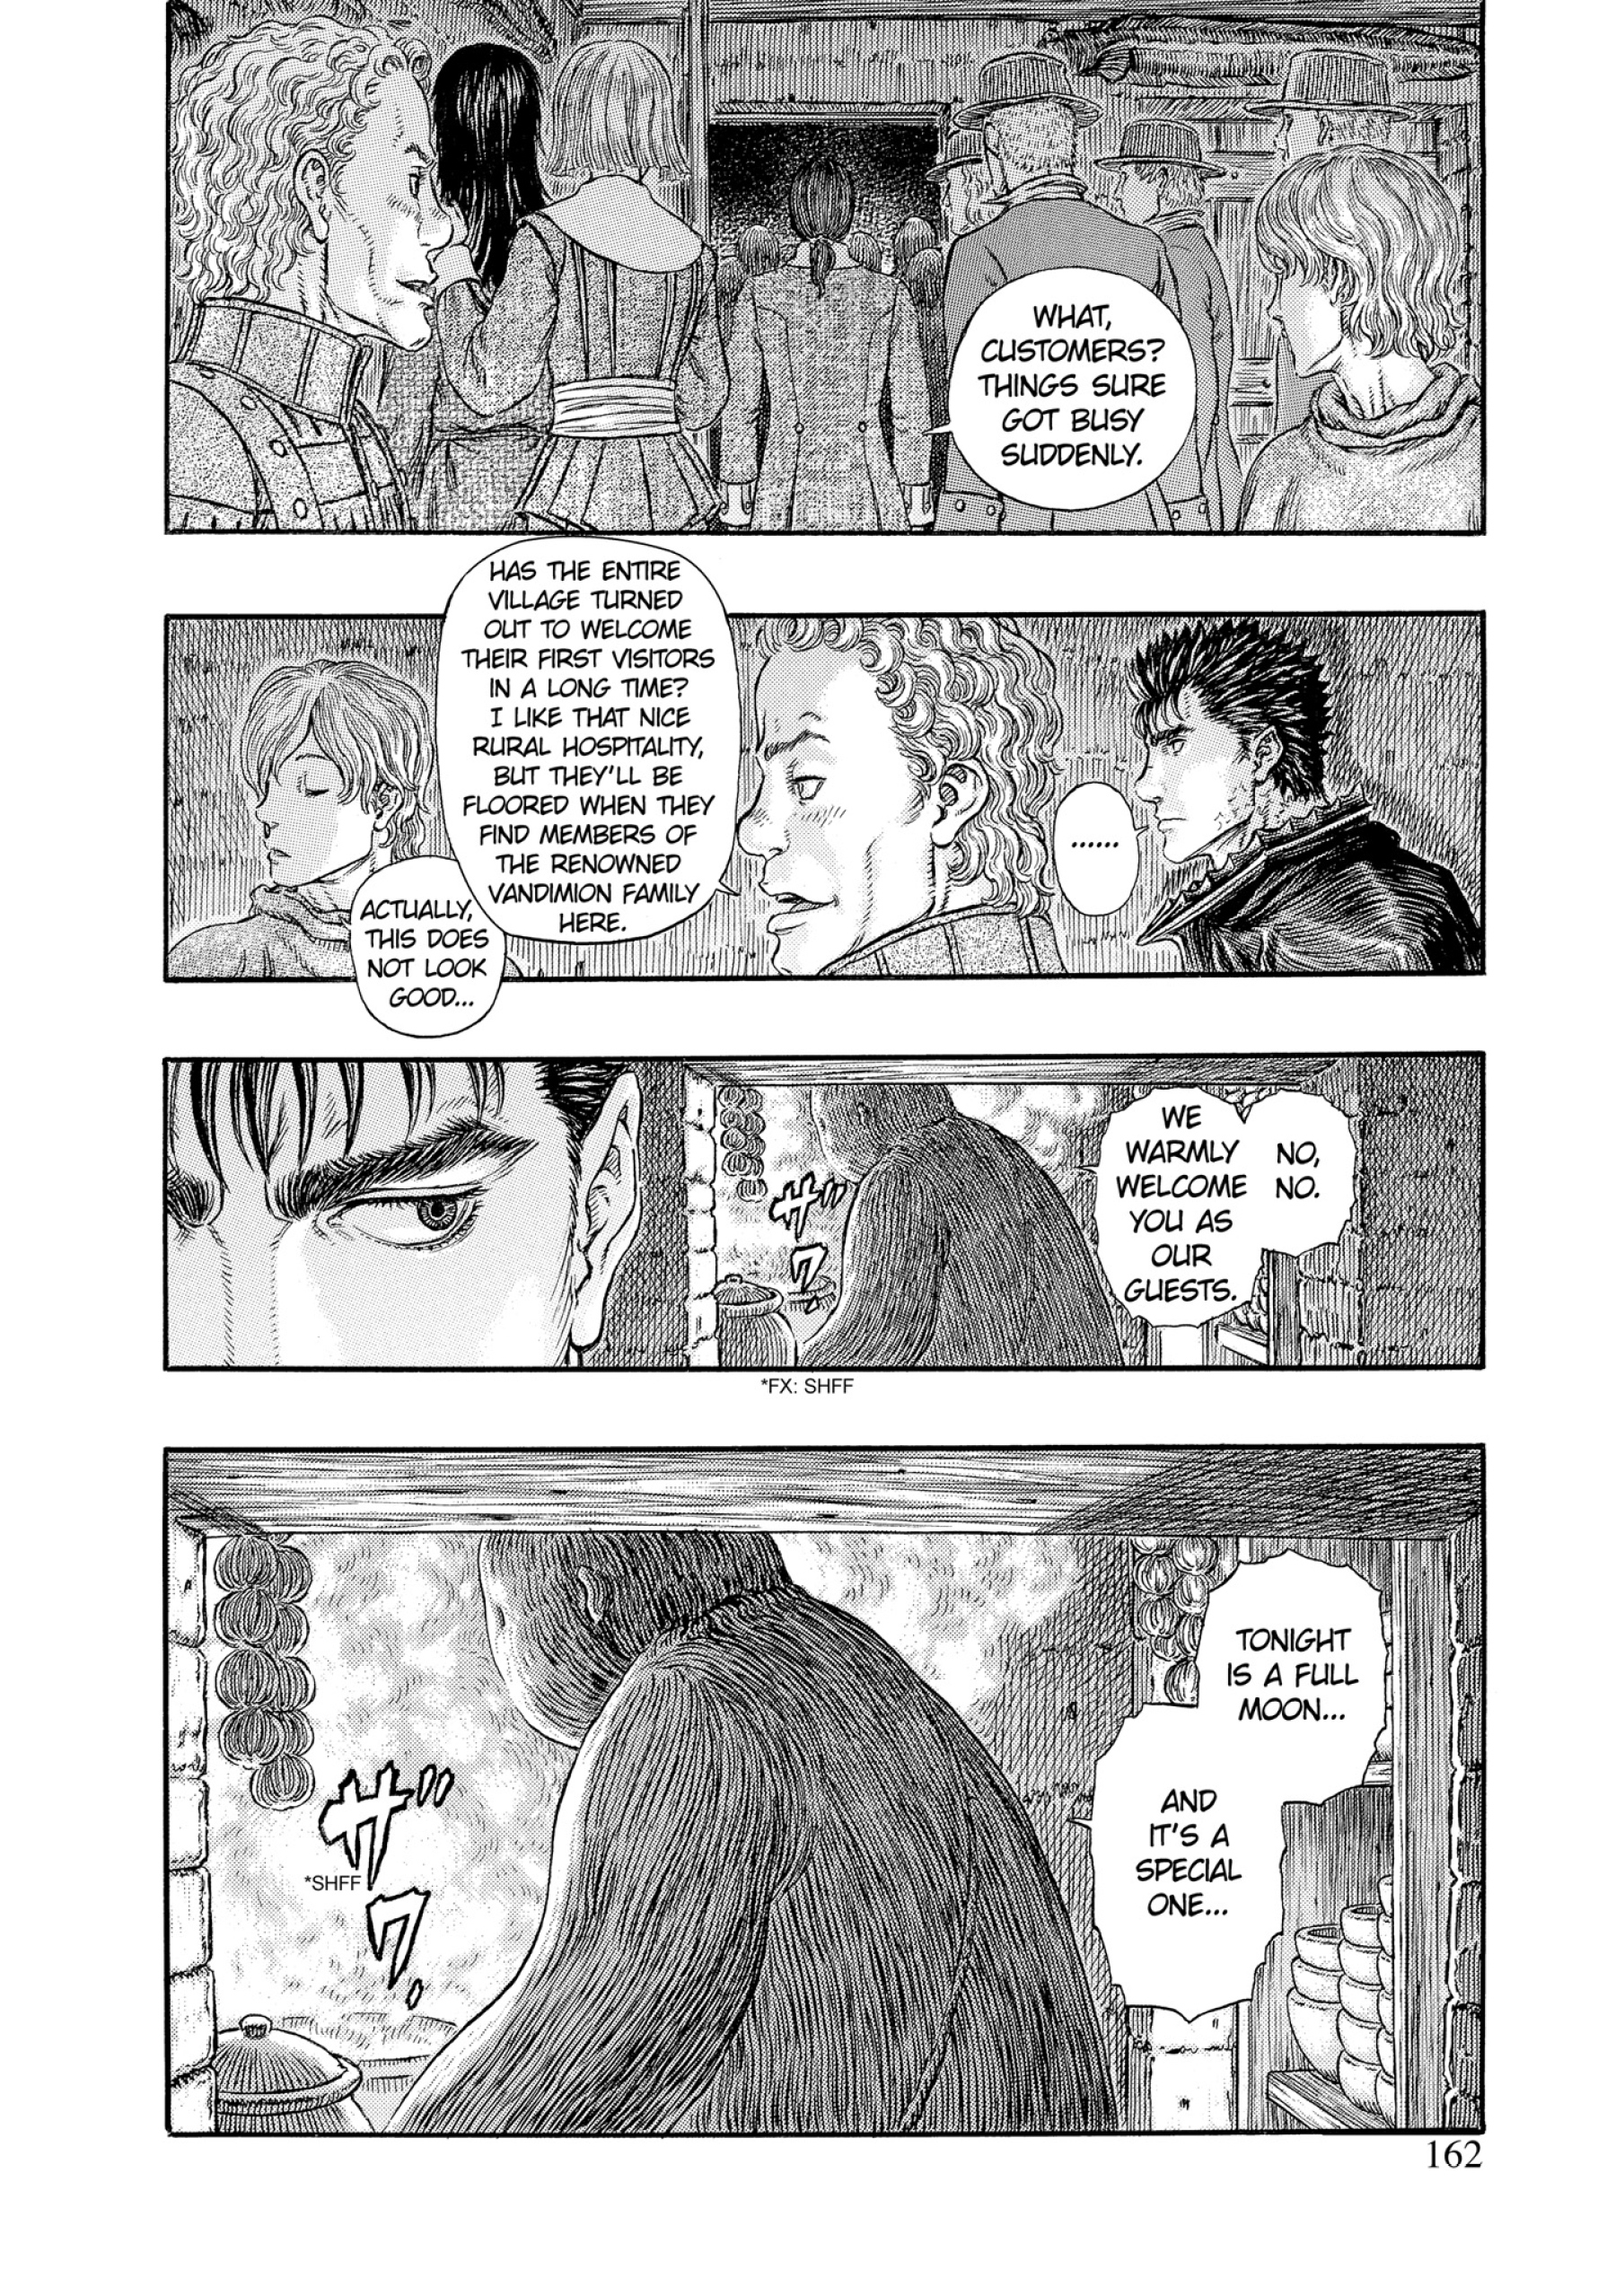 WHAT,
CUSTOMERS?
THINGS SURE
GOT BUSY
SUDDENLY.
......
HAS THE ENTIRE
VILLAGE TURNED
OUT TO WELCOME
THEIR FIRST VISITORS
IN A LONG TIME?
I LIKE THAT NICE
RURAL HOSPITALITY,
BUT THEY'LL BE
FLOORED WHEN THEY
FIND MEMBERS OF
THE RENOWNED
VANDIMION FAMILY
HERE.
ACTUALLY,
THIS DOES
NOT LOOK
GOOD...
NO,
NO.
WE
WARMLY
WELCOME
YOU AS
OUR
GUESTS.
ザワ
*FX: SHFF
TONIGHT
IS A FULL
MOON...
AND
IT'S A
SPECIAL
ONE...
ザワ
*SHFF
162